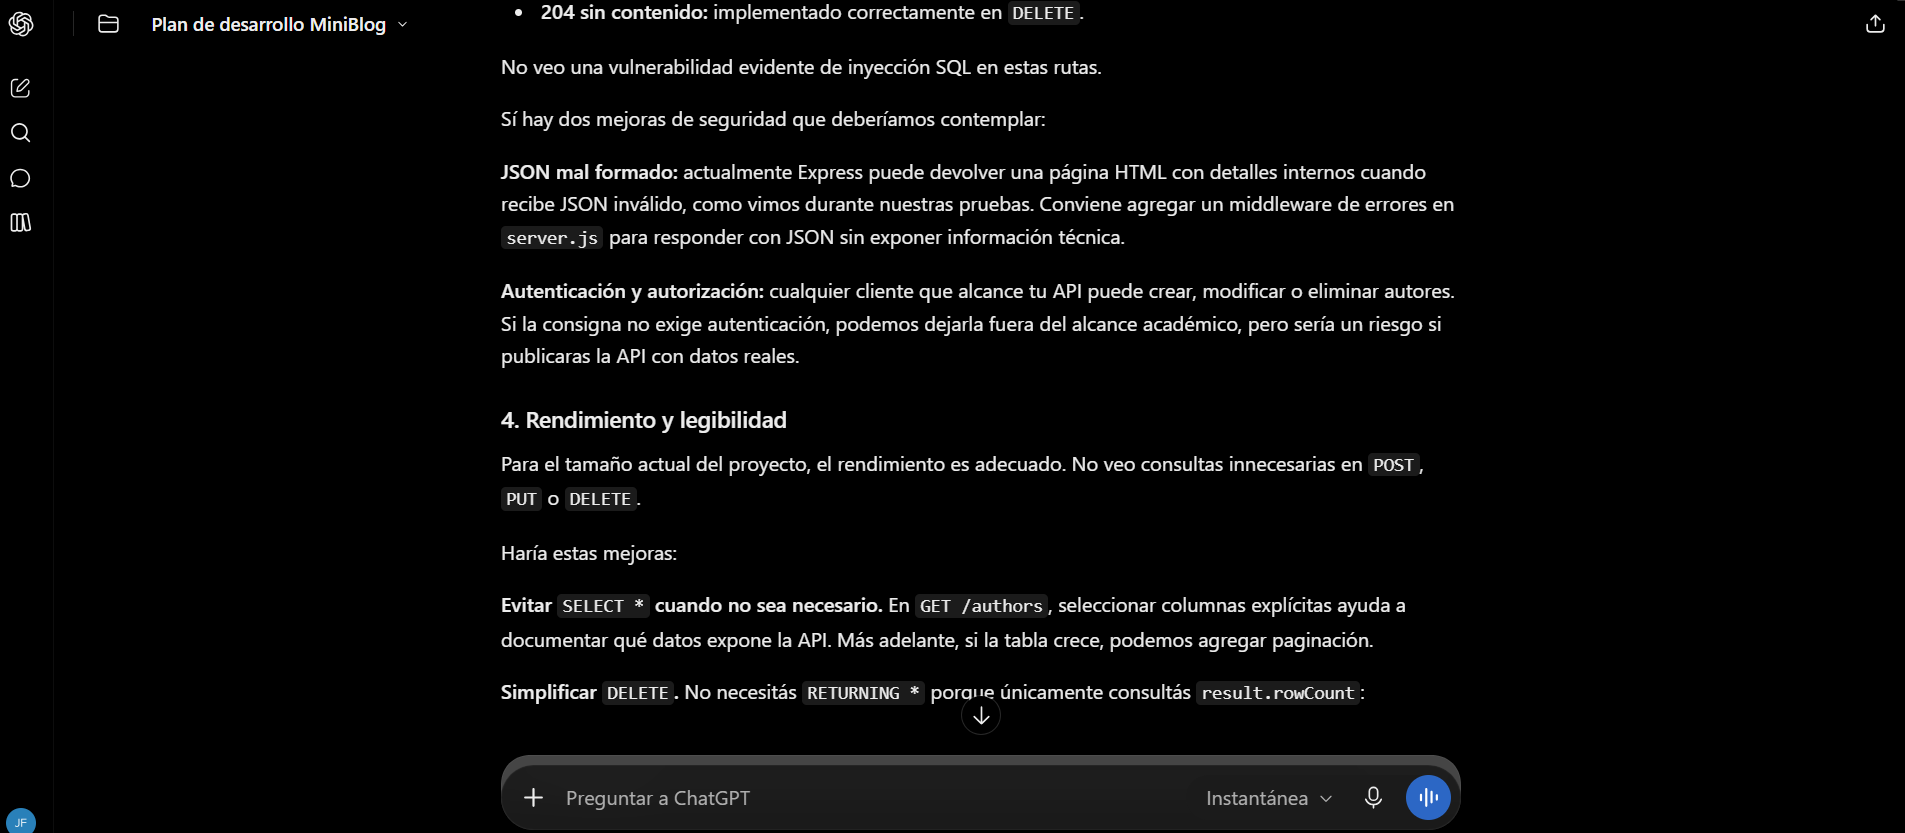 Plan de desarrollo MiniBlog
• 204 sin contenido: implementado correctamente en DELETE.
No veo una vulnerabilidad evidente de inyección SQL en estas rutas.
Sí hay dos mejoras de seguridad que deberíamos contemplar:
JSON mal formado: actualmente Express puede devolver una página HTML con detalles internos cuando
recibe JSON inválido, como vimos durante nuestras pruebas. Conviene agregar un middleware de errores en
server.js para responder con JSON sin exponer información técnica.
Autenticación y autorización: cualquier cliente que alcance tu API puede crear, modificar o eliminar autores.
Si la consigna no exige autenticación, podemos dejarla fuera del alcance académico, pero sería un riesgo si
publicaras la API con datos reales.
4. Rendimiento y legibilidad
Para el tamaño actual del proyecto, el rendimiento es adecuado. No veo consultas innecesarias en POST,
PUT o DELETE.
Haría estas mejoras:
Evitar SELECT * cuando no sea necesario. En GET /authors, seleccionar columnas explícitas ayuda a
documentar qué datos expone la API. Más adelante, si la tabla crece, podemos agregar paginación.
Simplificar DELETE. No necesitás RETURNING * porque únicamente consultás result.rowCount:
Preguntar a ChatGPT
Instantánea
JF